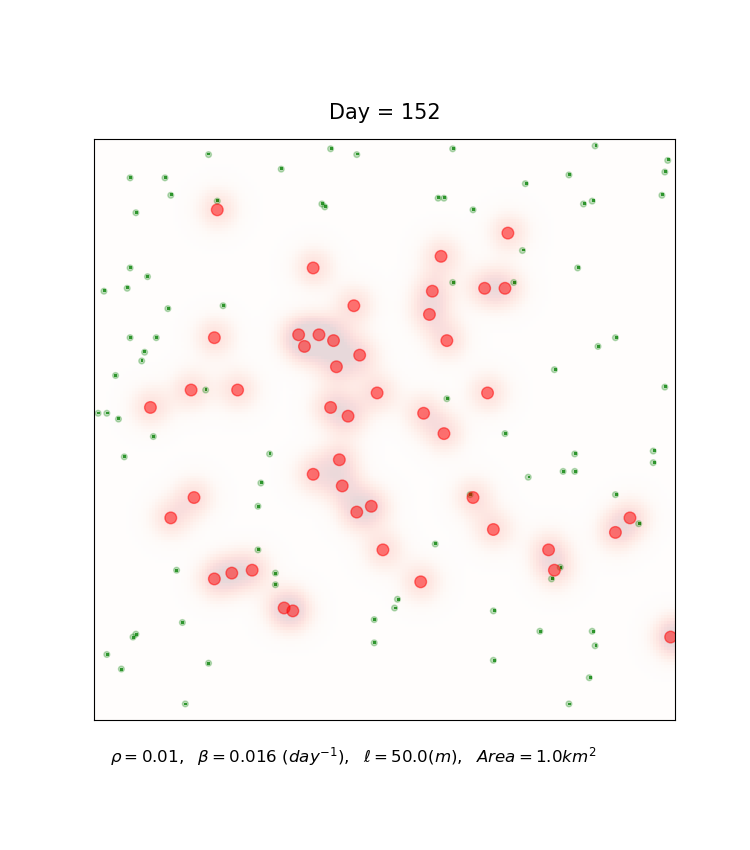 Day = 152
ρ = 0.01, β = 0.016 (day⁻¹), ℓ = 50.0(m), Area = 1.0km²